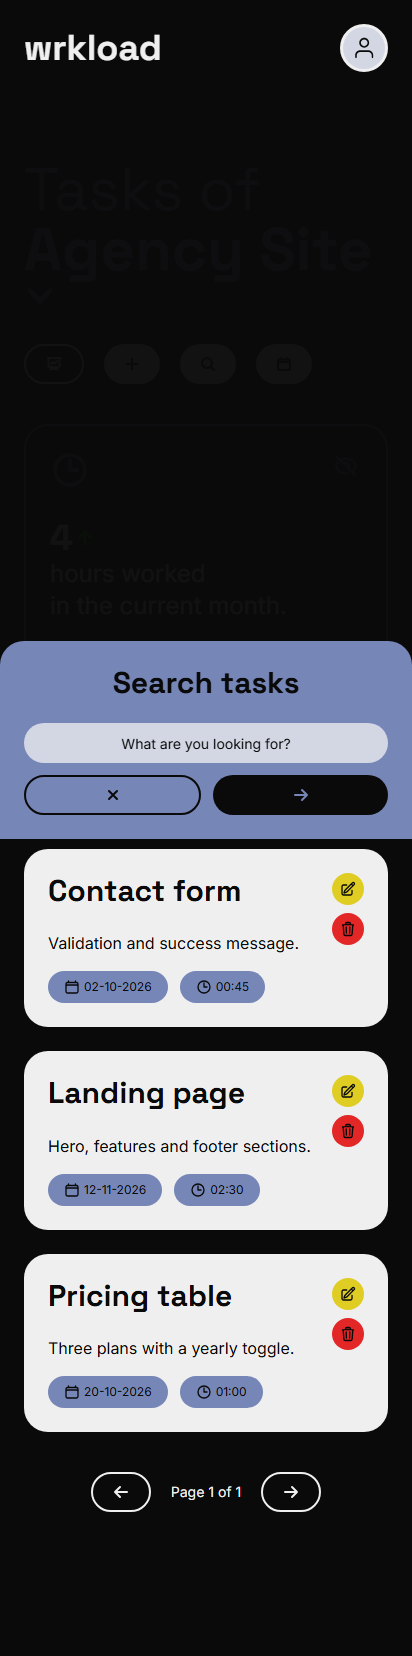 wrkload
Tasks of
Agency Site
4
hours worked
in the current month.
Search tasks
What are you looking for?
Contact form
Validation and success message.
02-10-2026 00:45
Landing page
Hero, features and footer sections.
12-11-2026 02:30
Pricing table
Three plans with a yearly toggle.
20-10-2026 01:00
Page 1 of 1